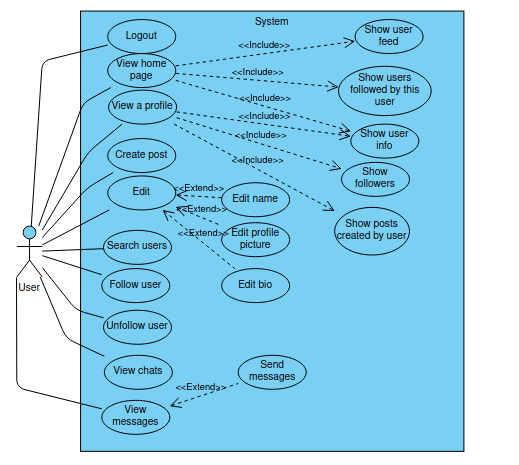 System
Logout
Show user
feed
<<Include>>
View home
page
<<Include>>
Show users
followed by this
user
<<Include>>
View a profile
<<Include>>
Show user
info
<<Include>>
Create post
<<Include>>
Show
followers
Edit
<<Extend>>
Edit name
<<Extend>>
Show posts
created by user
<<Extend>>
Edit profile
picture
Search users
User
Follow user
Edit bio
Unfollow user
View chats
Send
messages
<<Extend>>
View
messages